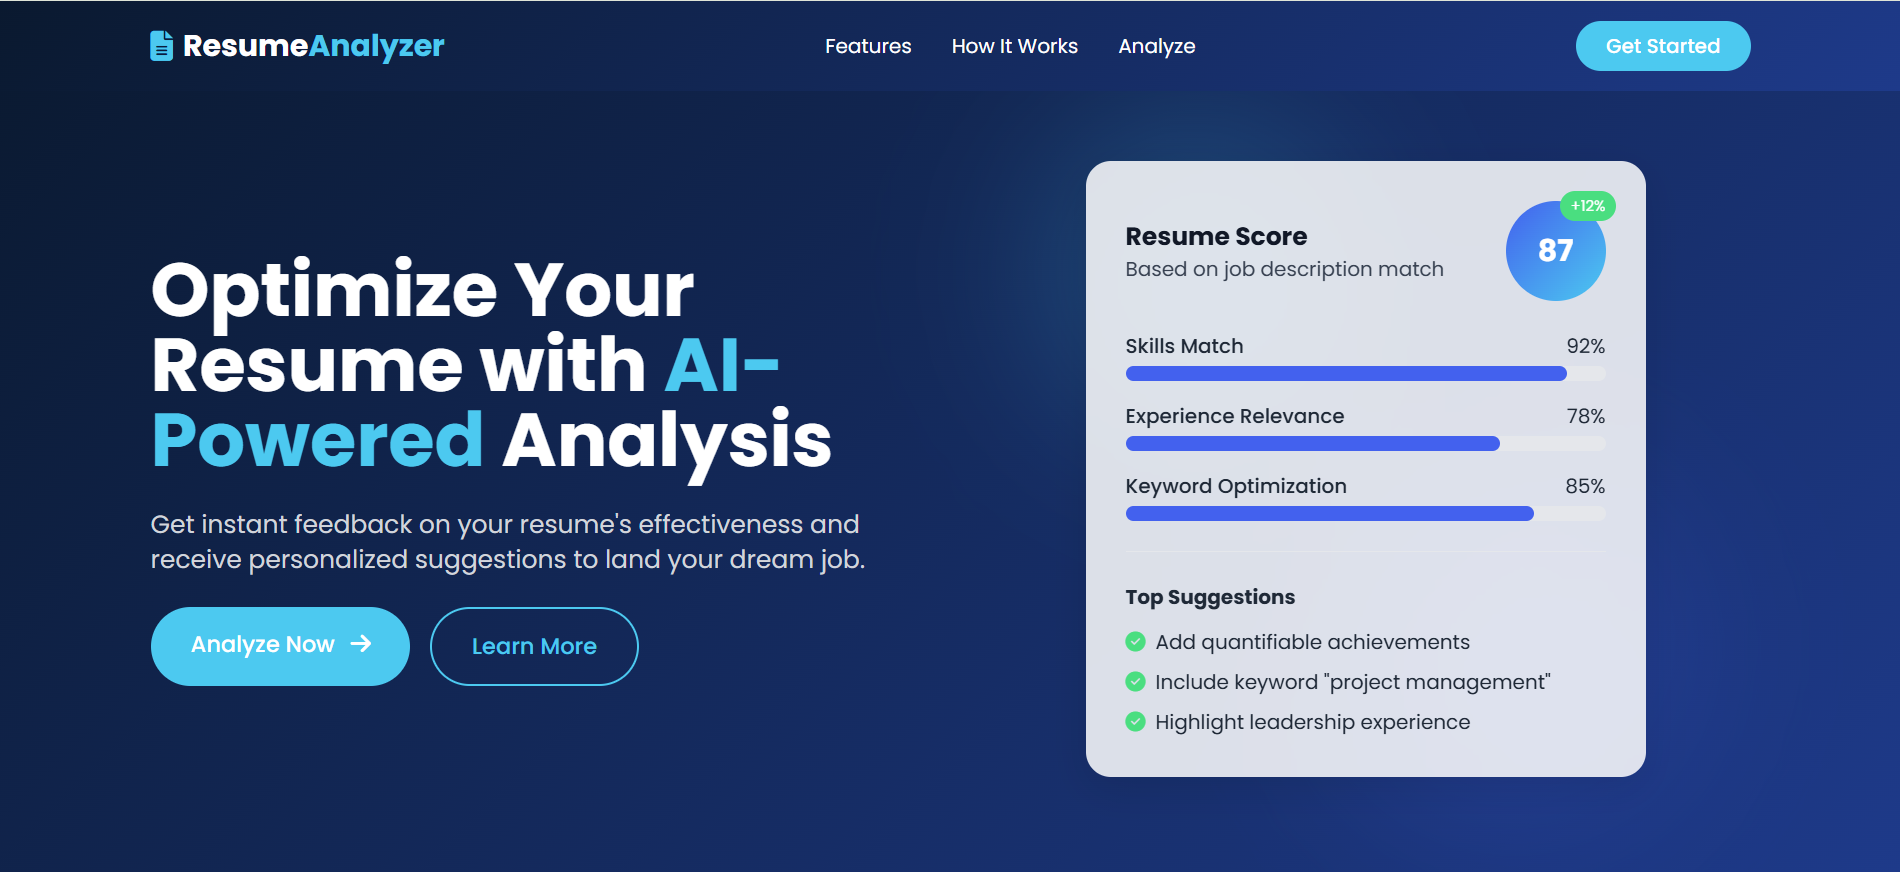 ResumeAnalyzer
Features
How It Works
Analyze
Get Started
Optimize Your
Resume with AI-
Powered Analysis
Get instant feedback on your resume's effectiveness and
receive personalized suggestions to land your dream job.
Analyze Now
Learn More
Resume Score
Based on job description match
+12%
87
Skills Match 92%
Experience Relevance 78%
Keyword Optimization 85%
Top Suggestions
Add quantifiable achievements
Include keyword "project management"
Highlight leadership experience